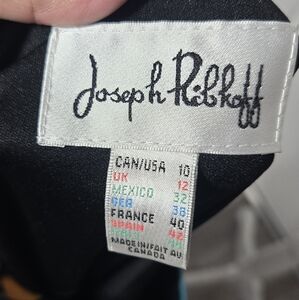 Joseph Ribkoff
CAN/USA 10
UK 12
MEXICO 32
GER 38
FRANCE 40
SPAIN 42
MADE IN/FAIT AU
CANADA